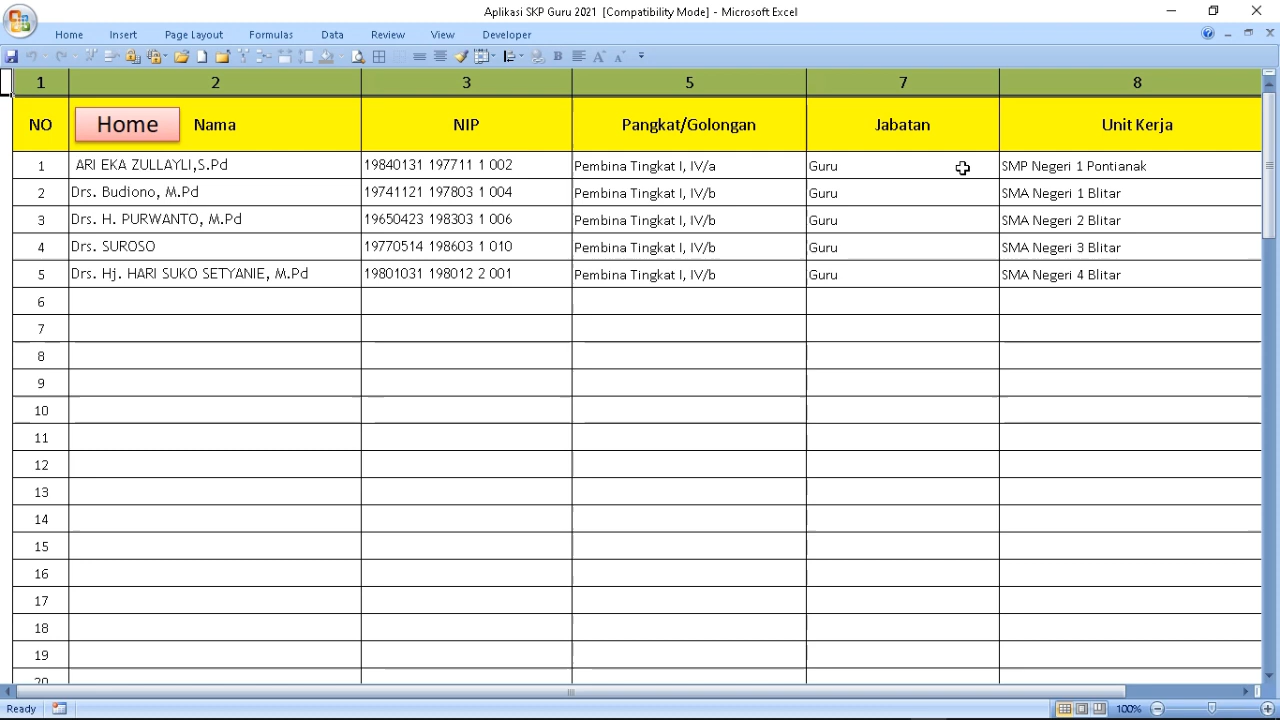 Aplikasi SKP Guru 2021 [Compatibility Mode] - Microsoft Excel
Home Insert Page Layout Formulas Data Review View Developer
1 2 3 5 7 8
NO Home Nama NIP Pangkat/Golongan Jabatan Unit Kerja
1 ARI EKA ZULLAYLI,S.Pd 19840131 197711 1 002 Pembina Tingkat I, IV/a Guru SMP Negeri 1 Pontianak
2 Drs. Budiono, M.Pd 19741121 197803 1 004 Pembina Tingkat I, IV/b Guru SMA Negeri 1 Blitar
3 Drs. H. PURWANTO, M.Pd 19650423 198303 1 006 Pembina Tingkat I, IV/b Guru SMA Negeri 2 Blitar
4 Drs. SUROSO 19770514 198603 1 010 Pembina Tingkat I, IV/b Guru SMA Negeri 3 Blitar
5 Drs. Hj. HARI SUKO SETYANIE, M.Pd 19801031 198012 2 001 Pembina Tingkat I, IV/b Guru SMA Negeri 4 Blitar
6
7
8
9
10
11
12
13
14
15
16
17
18
19
20
Ready 100%